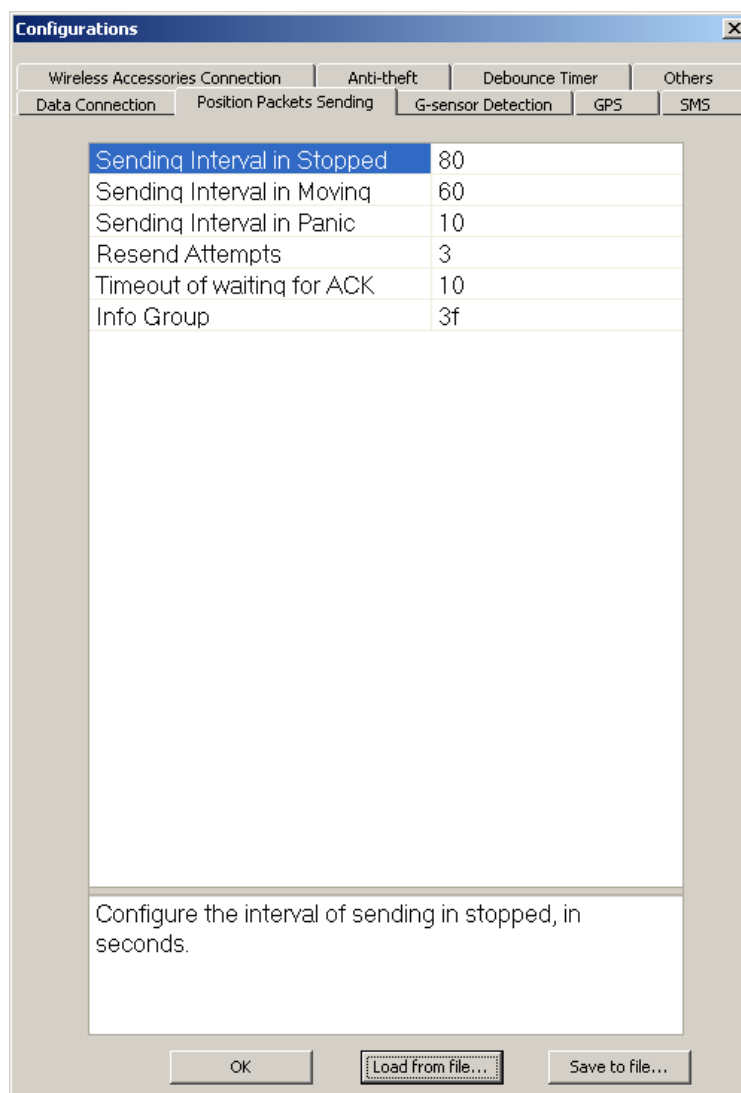 Configurations
Wireless Accessories Connection Anti-theft Debounce Timer Others
Data Connection Position Packets Sending G-sensor Detection GPS SMS
Sending Interval in Stopped 80
Sending Interval in Moving 60
Sending Interval in Panic 10
Resend Attempts 3
Timeout of waiting for ACK 10
Info Group 3f
Configure the interval of sending in stopped, in
seconds.
OK Load from file... Save to file...